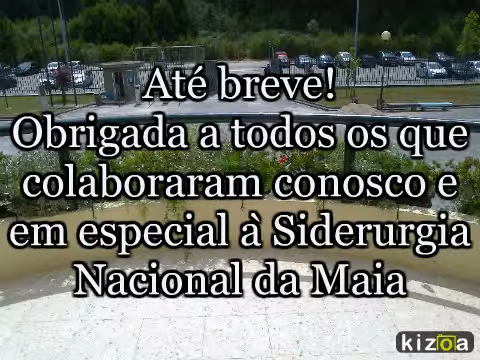 Até breve!
Obrigada a todos os que
colaboraram conosco e
em especial à Siderurgia
Nacional da Maia
kizoa